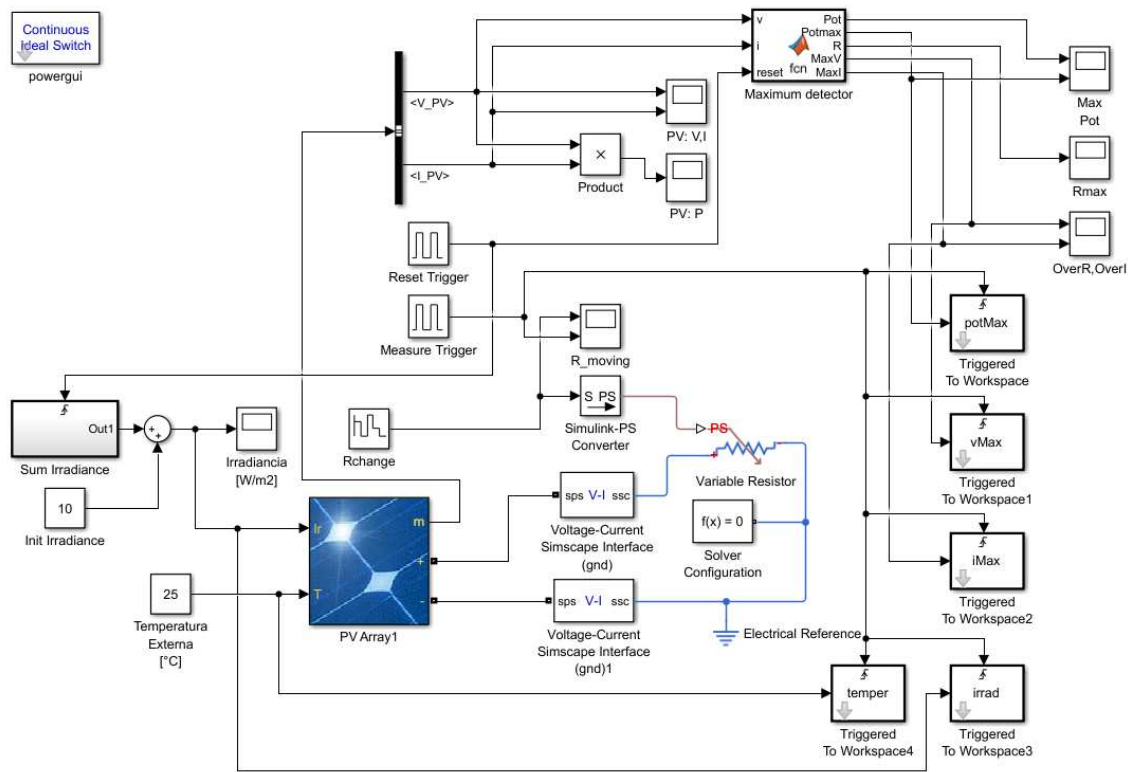 Continuous
Ideal Switch
powergui
v
i
reset
fcn
Pot
Potmax
R
MaxV
MaxI
Maximum detector
Max
Pot
<V_PV>
<I_PV>
PV: V,I
×
Product
PV: P
Rmax
OverR,OverI
Reset Trigger
Measure Trigger
R_moving
potMax
Triggered
To Workspace
Out1
Sum Irradiance
+
+
Irradiancia
[W/m2]
Rchange
S PS
Simulink-PS
Converter
PS
+
-
Variable Resistor
vMax
Triggered
To Workspace1
10
Init Irradiance
Ir
T
m
+
-
PV Array1
sps V-I ssc
Voltage-Current
Simscape Interface
(gnd)
f(x) = 0
Solver
Configuration
iMax
Triggered
To Workspace2
25
Temperatura
Externa
[°C]
sps V-I ssc
Voltage-Current
Simscape Interface
(gnd)1
Electrical Reference
temper
Triggered
To Workspace4
irrad
Triggered
To Workspace3